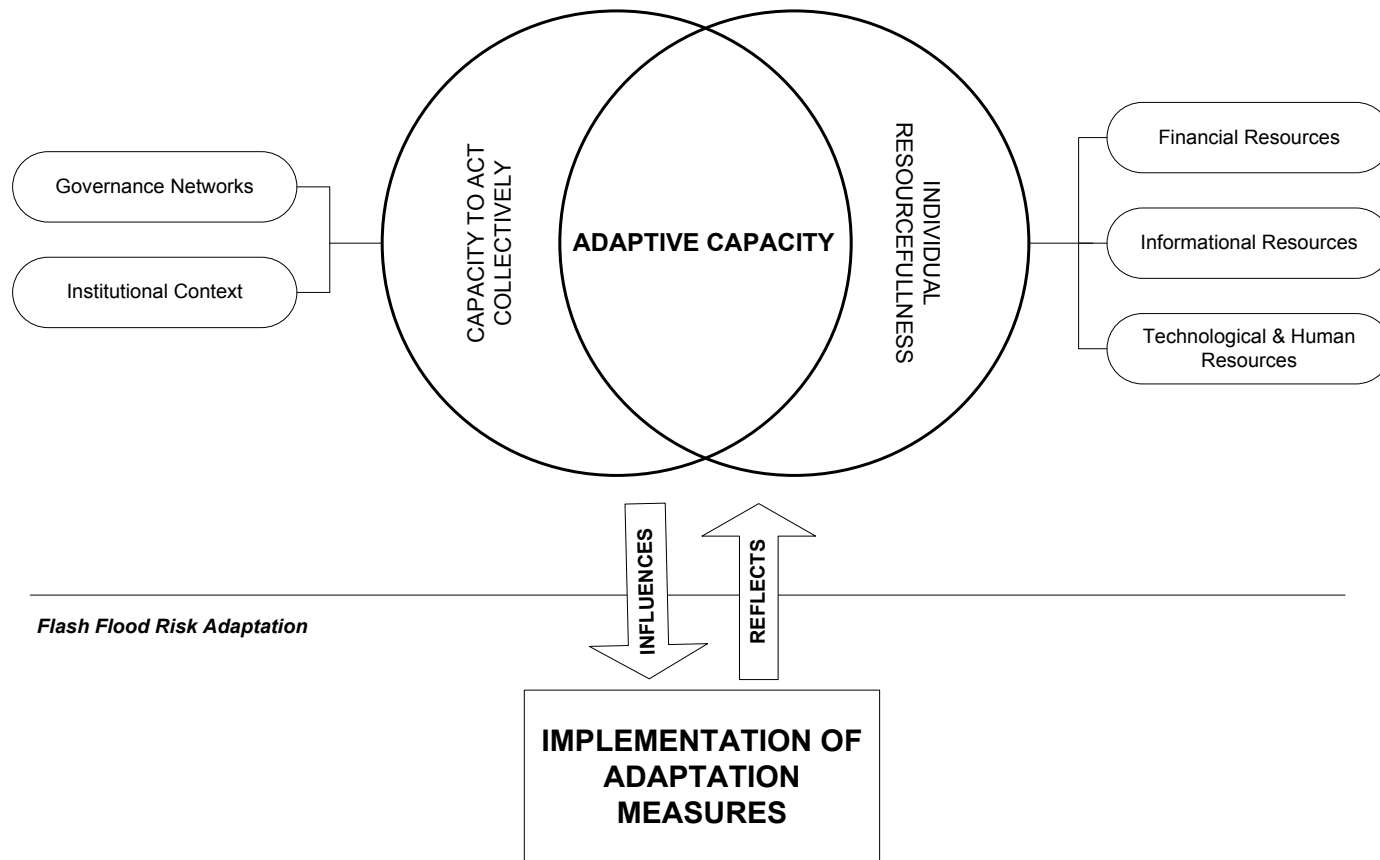 Governance Networks
Institutional Context
CAPACITY TO ACT
COLLECTIVELY
ADAPTIVE CAPACITY
INDIVIDUAL
RESOURCEFULLNESS
Financial Resources
Informational Resources
Technological & Human
Resources
INFLUENCES
REFLECTS
Flash Flood Risk Adaptation
IMPLEMENTATION OF
ADAPTATION
MEASURES